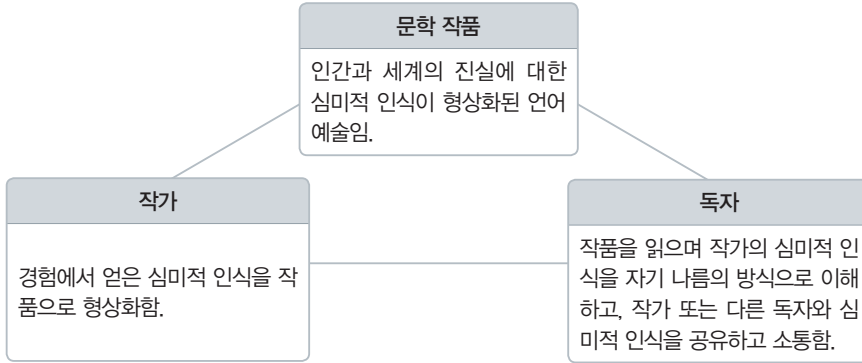 문학 작품
인간과 세계의 진실에 대한
심미적 인식이 형상화된 언어
예술임.
작가
경험에서 얻은 심미적 인식을 작
품으로 형상화함.
독자
작품을 읽으며 작가의 심미적 인
식을 자기 나름의 방식으로 이해
하고, 작가 또는 다른 독자와 심
미적 인식을 공유하고 소통함.